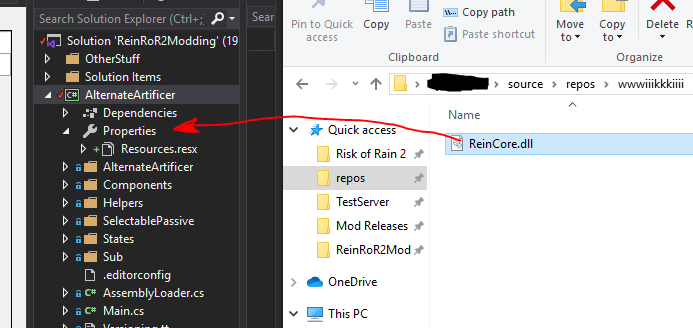 Search Solution Explorer (Ctrl+;)
Solution 'ReinRoR2Modding' (19
OtherStuff
Solution Items
AlternateArtificer
Dependencies
Properties
Resources.resx
AlternateArtificer
Components
Helpers
SelectablePassive
States
Sub
.editorconfig
AssemblyLoader.cs
Main.cs
Versioning.tt
Search
Pin to Quick
access
Copy
Paste
Copy path
Paste shortcut
Clipboard
Move
to
Copy
to
Delete
Rename
Organize
source > repos > wwwiiikkkiiii
Name
Quick access
Risk of Rain 2
repos
TestServer
Mod Releases
ReinRoR2Mod
OneDrive
This PC
ReinCore.dll